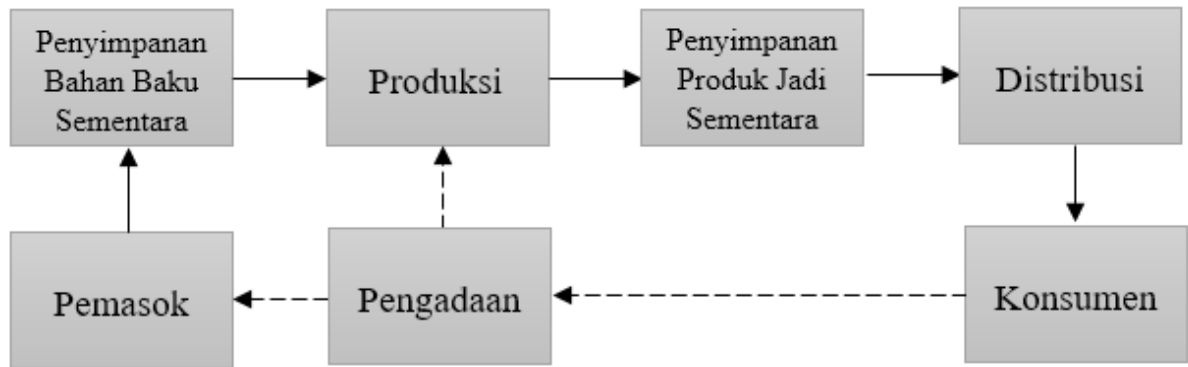 Penyimpanan
Bahan Baku
Sementara
Produksi
Penyimpanan
Produk Jadi
Sementara
Distribusi
Pemasok
Pengadaan
Konsumen